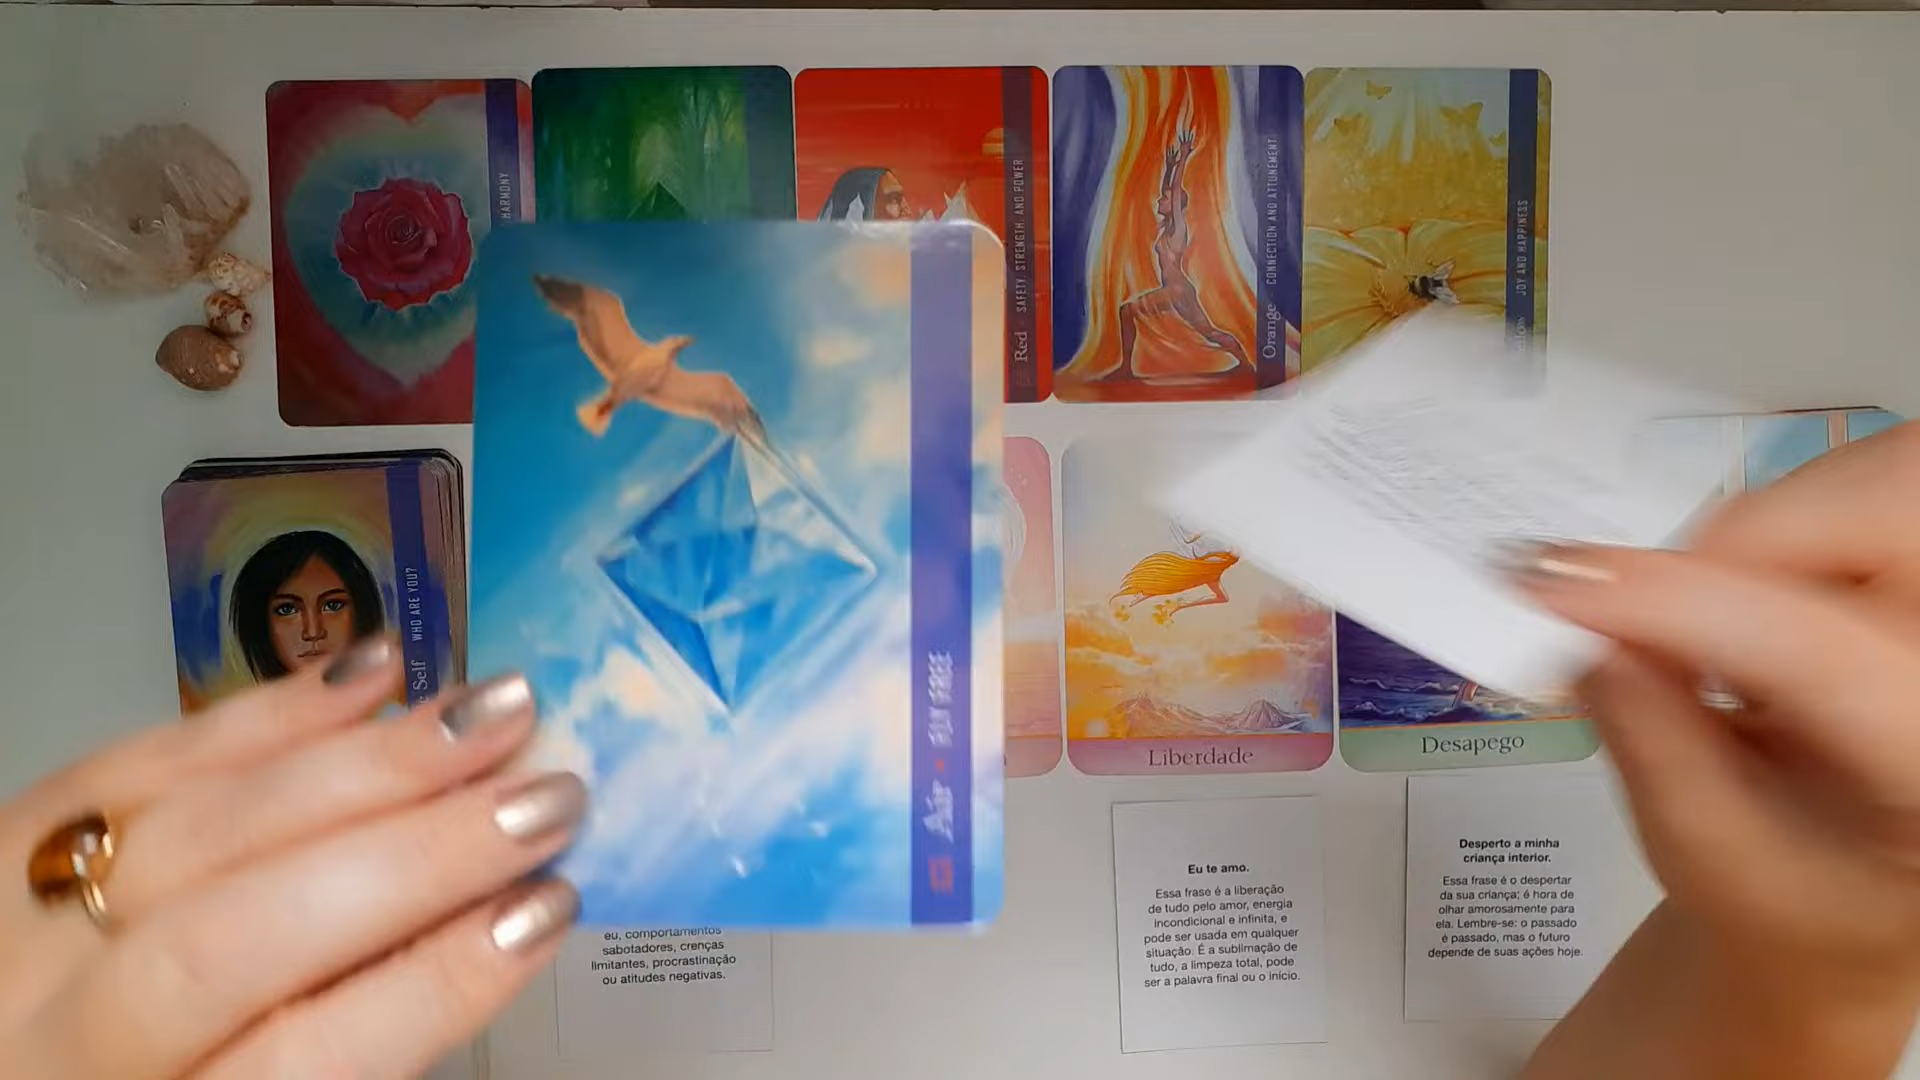 HARMONY
Red SAFETY, STRENGTH, AND POWER
Orange • CONNECTION AND ATTUNEMENT
JOY AND HAPPINESS
Self WHO ARE YOU?
Air • FLY FREE
Liberdade
Desapego
eu, comportamentos
sabotadores, crenças
limitantes, procrastinação
ou atitudes negativas.
Eu te amo.
Essa frase é a liberação
de tudo pelo amor, energia
incondicional e infinita, e
pode ser usada em qualquer
situação. É a sublimação de
tudo, a limpeza total, pode
ser a palavra final ou o início.
Desperto a minha
criança interior.
Essa frase é o despertar
da sua criança; é hora de
olhar amorosamente para
ela. Lembre-se: o passado
é passado, mas o futuro
depende de suas ações hoje.